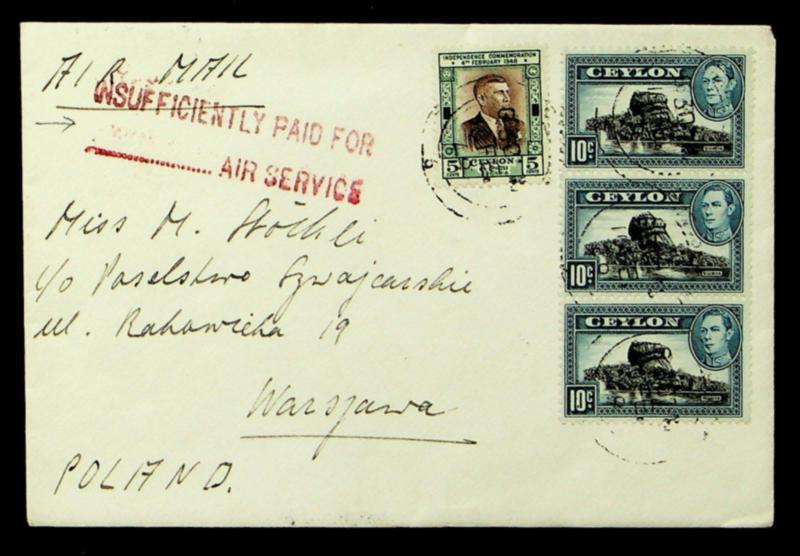 AIR MAIL
INSUFFICIENTLY PAID FOR
AIR SERVICE
Miss M. Stöckli
c/o Poselstwo Szwajcarskie
ul. Rakowicka 19
Warszawa
POLAND.
INDEPENDENCE COMMEMORATION
4TH FEBRUARY 1948
5 CEYLON 5
CEYLON
10C
CEYLON
10C
CEYLON
10C